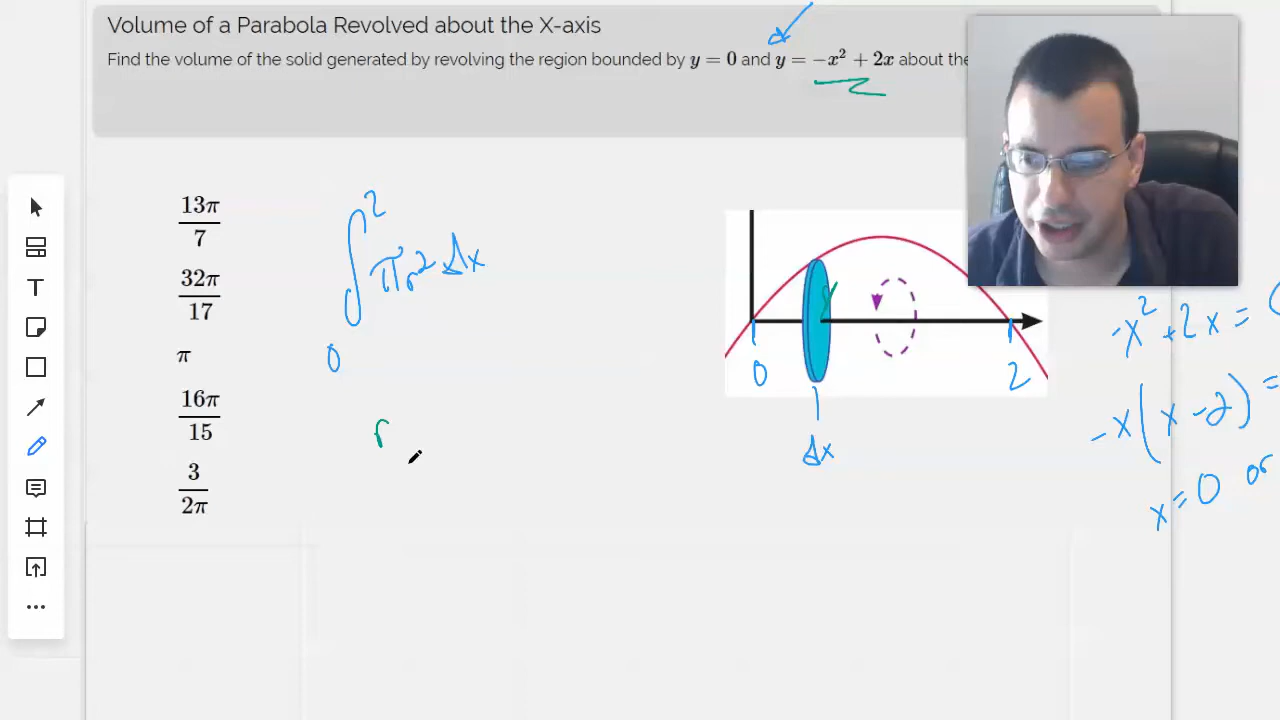 Volume of a Parabola Revolved about the X-axis
Find the volume of the solid generated by revolving the region bounded by y = 0 and y = −x² + 2x about the
13π/7
32π/17
π
16π/15
3/2π
∫₀² πr² Δx
r
r
0
2
Δx
-x² + 2x =
-x(x - 2) =
x = 0 or
T